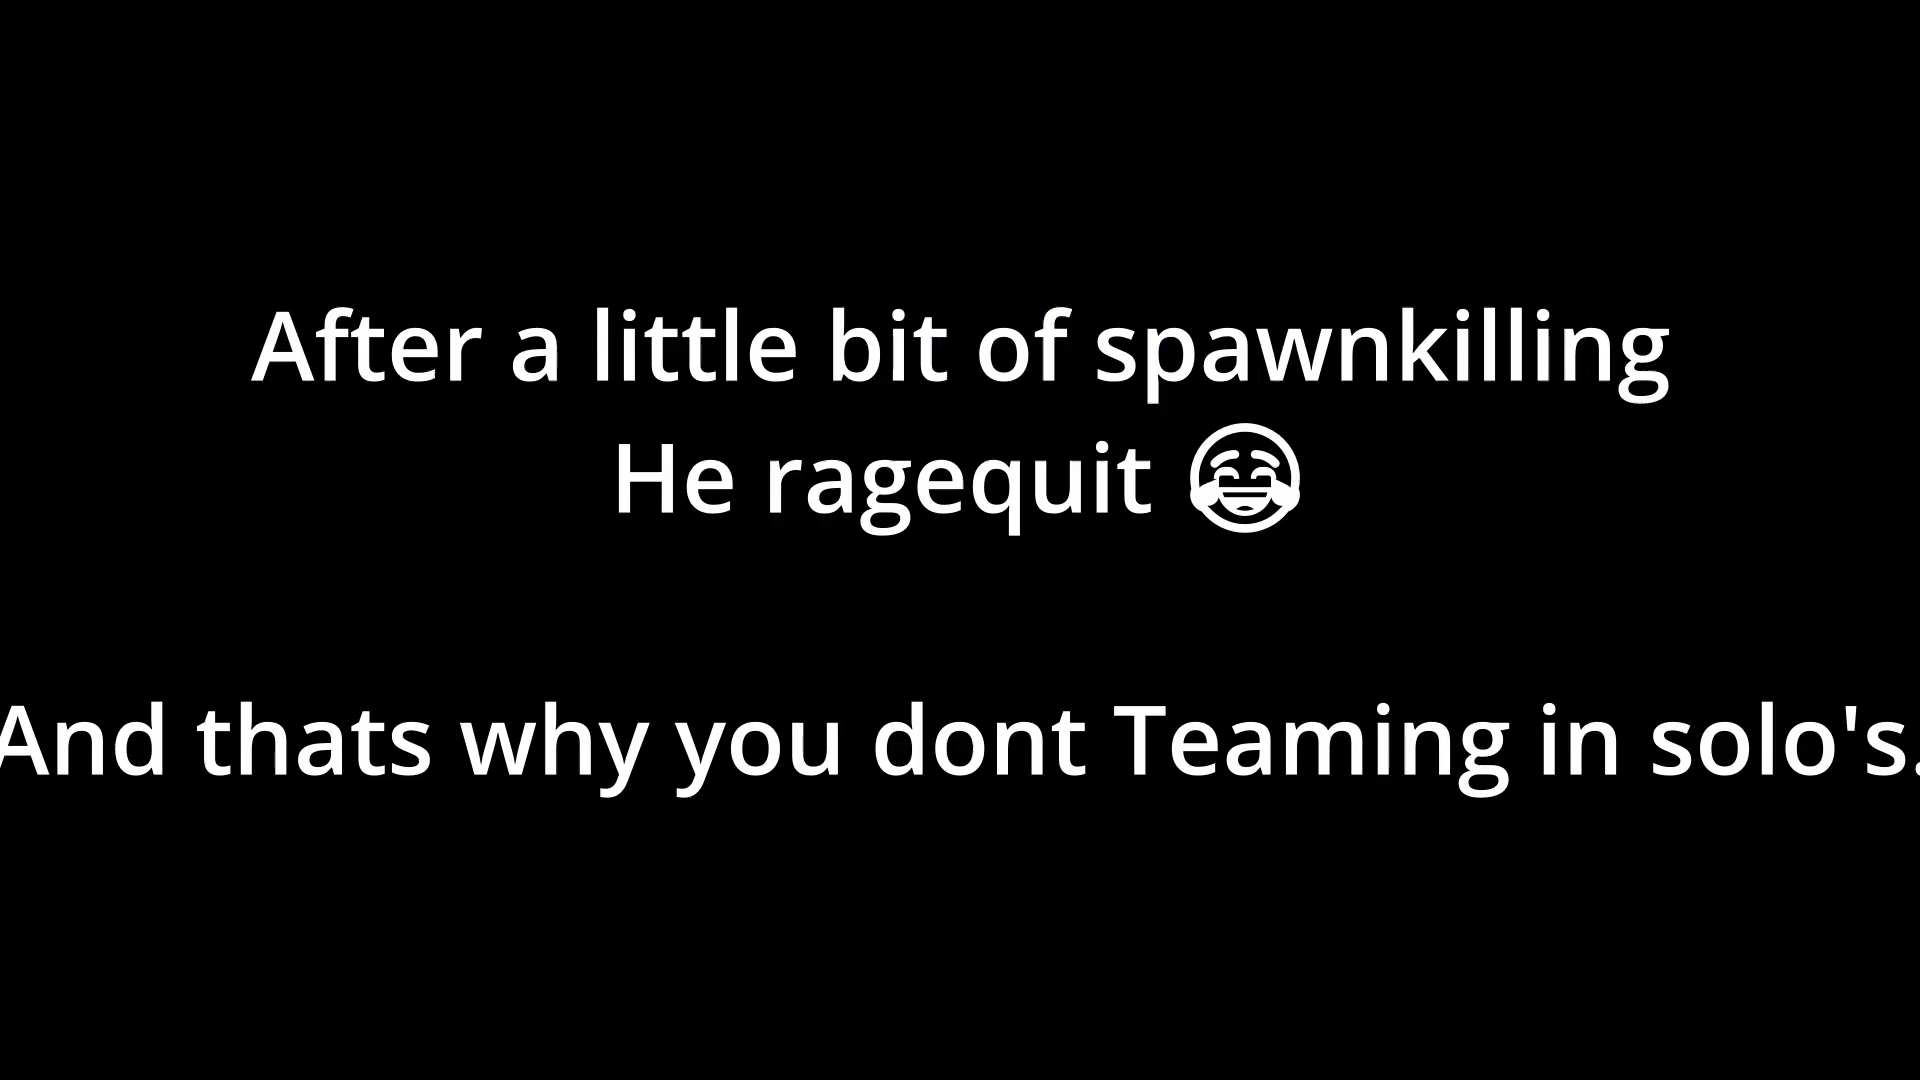 After a little bit of spawnkilling
He ragequit 😂
And thats why you dont Teaming in solo's.